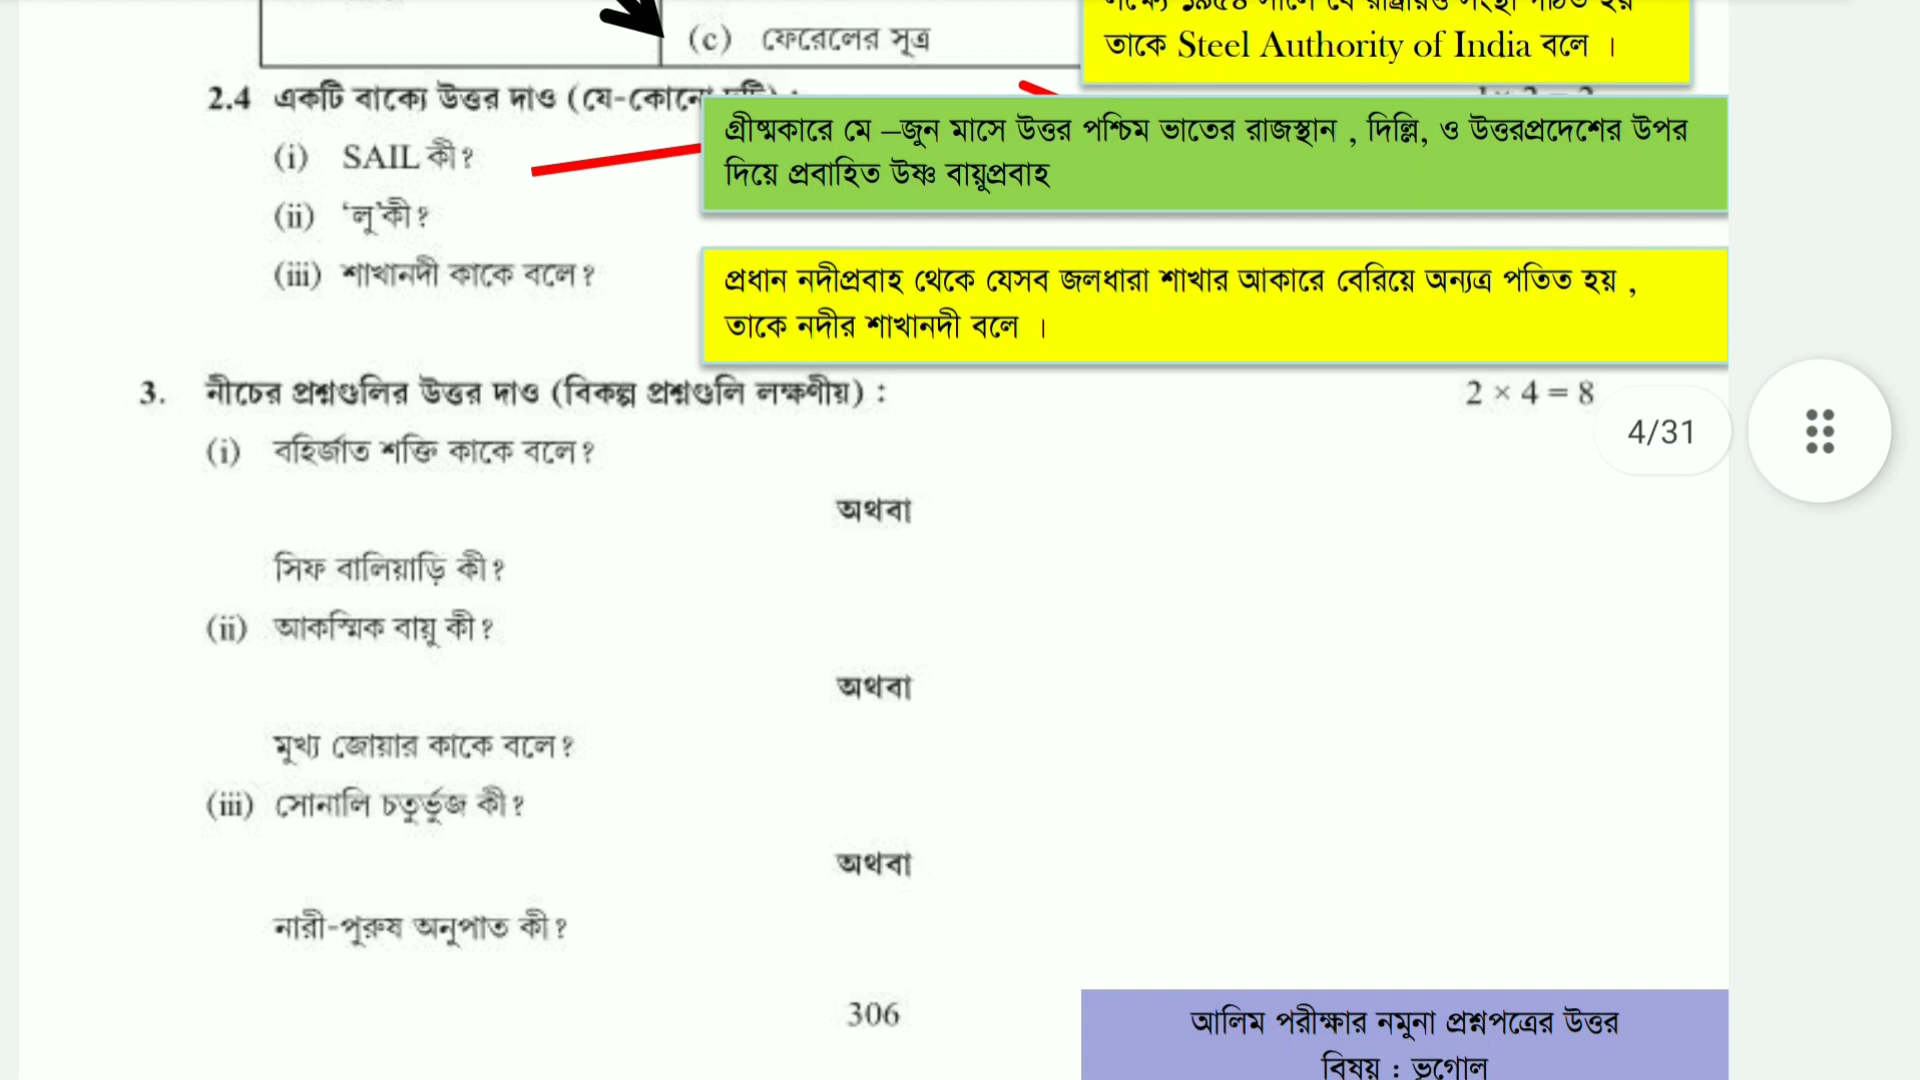 (c) ফেরেলের সূত্র
তাকে Steel Authority of India বলে ।
2.4 একটি বাক্যে উত্তর দাও (যে-কোনো দুটি) :
গ্রীষ্মকারে মে –জুন মাসে উত্তর পশ্চিম ভাতের রাজস্থান , দিল্লি, ও উত্তরপ্রদেশের উপর
দিয়ে প্রবাহিত উষ্ণ বায়ুপ্রবাহ
(i) SAIL কী?
(ii) ‘লু’কী?
(iii) শাখানদী কাকে বলে?
প্রধান নদীপ্রবাহ থেকে যেসব জলধারা শাখার আকারে বেরিয়ে অন্যত্র পতিত হয় ,
তাকে নদীর শাখানদী বলে ।
3. নীচের প্রশ্নগুলির উত্তর দাও (বিকল্প প্রশ্নগুলি লক্ষণীয়) : 2 × 4 = 8
4/31
(i) বহির্জাত শক্তি কাকে বলে?
অথবা
সিফ বালিয়াড়ি কী?
(ii) আকস্মিক বায়ু কী?
অথবা
মুখ্য জোয়ার কাকে বলে?
(iii) সোনালি চতুর্ভুজ কী?
অথবা
নারী-পুরুষ অনুপাত কী?
306
আলিম পরীক্ষার নমুনা প্রশ্নপত্রের উত্তর
বিষয় : ভূগোল